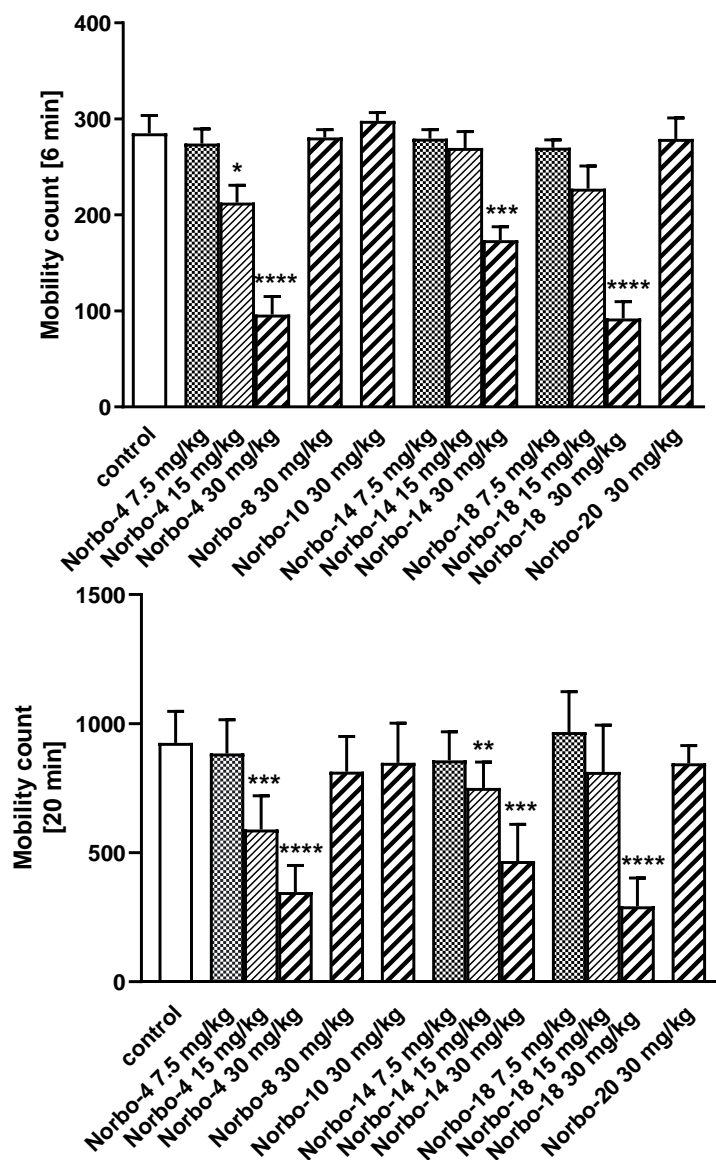 400
300
200
100
0
Mobility count [6 min]
*
****
***
****
control
Norbo-4 7.5 mg/kg
Norbo-4 15 mg/kg
Norbo-4 30 mg/kg
Norbo-8 30 mg/kg
Norbo-10 30 mg/kg
Norbo-14 7.5 mg/kg
Norbo-14 15 mg/kg
Norbo-14 30 mg/kg
Norbo-18 7.5 mg/kg
Norbo-18 15 mg/kg
Norbo-18 30 mg/kg
Norbo-20 30 mg/kg
1500
1000
500
0
Mobility count
[20 min]
***
****
**
***
****
control
Norbo-4 7.5 mg/kg
Norbo-4 15 mg/kg
Norbo-4 30 mg/kg
Norbo-8 30 mg/kg
Norbo-10 30 mg/kg
Norbo-14 7.5 mg/kg
Norbo-14 15 mg/kg
Norbo-14 30 mg/kg
Norbo-18 7.5 mg/kg
Norbo-18 15 mg/kg
Norbo-18 30 mg/kg
Norbo-20 30 mg/kg